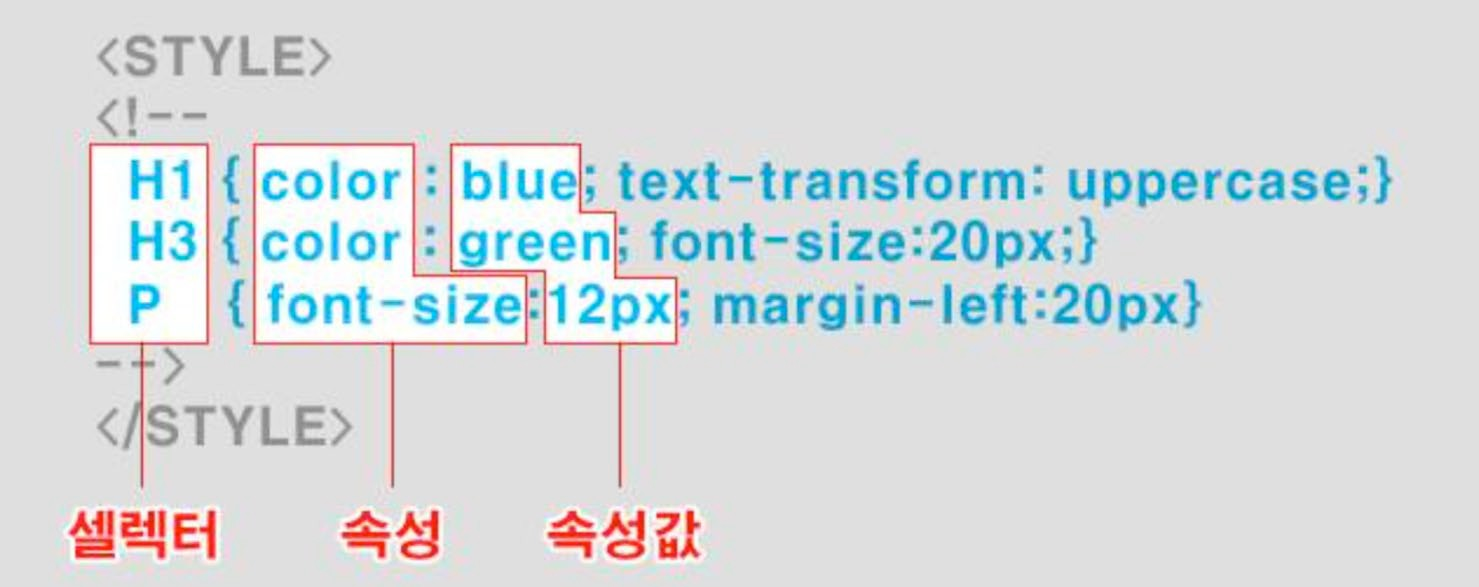 <STYLE>
<!--
H1 { color : blue; text-transform: uppercase;}
H3 { color : green; font-size:20px;}
P { font-size:12px; margin-left:20px}
-->
</STYLE>
셀렉터 속성 속성값